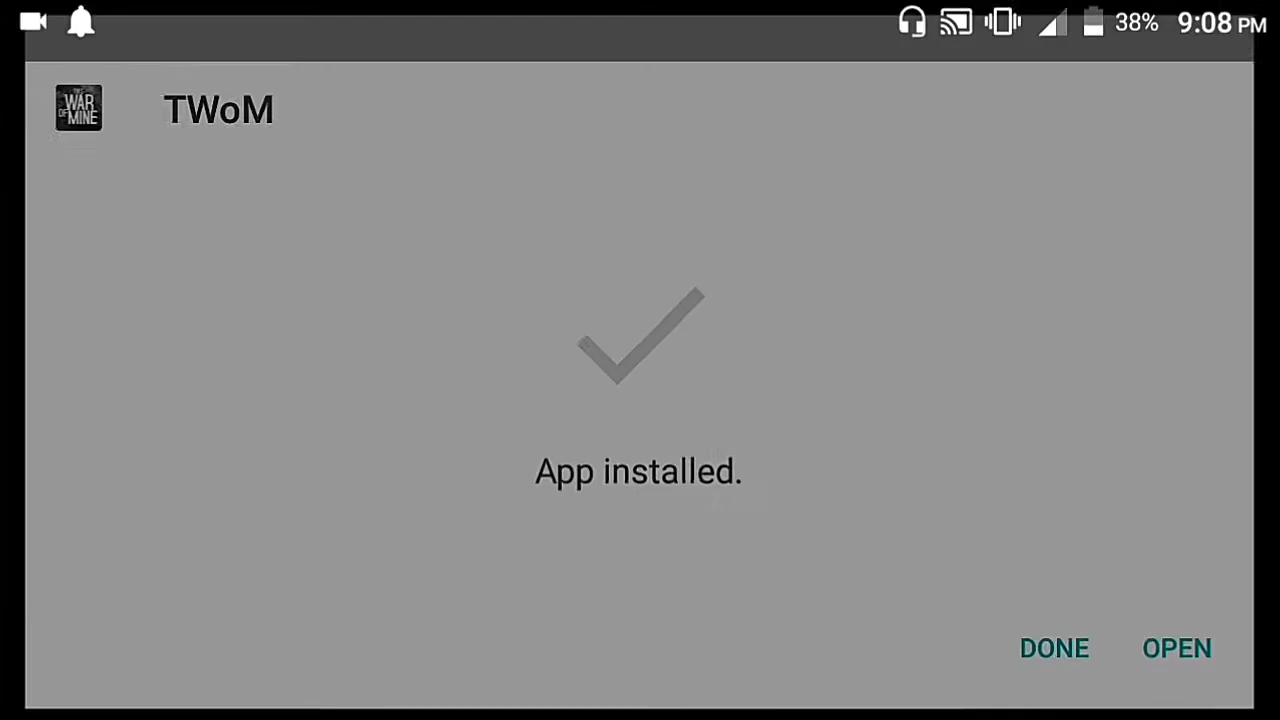 38% 9:08 PM
THIS
WAR
OF MINE
TWoM
App installed.
DONE OPEN